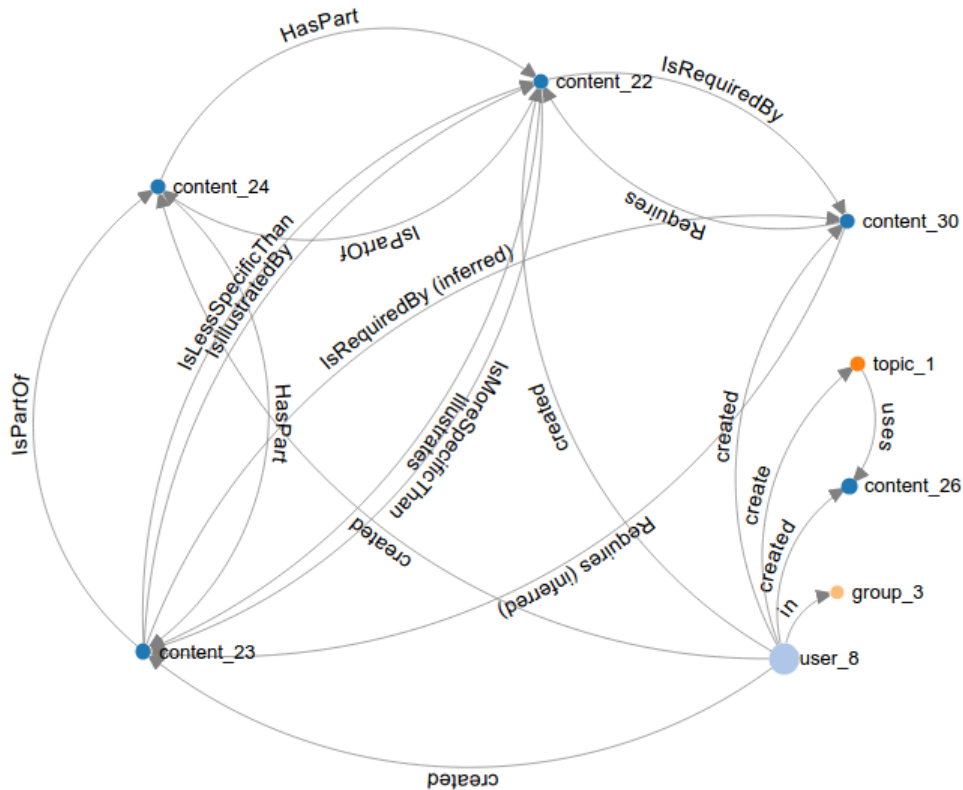 HasPart
content_22
IsRequiredBy
content_24
content_30
IsPartOf
Requires
IsLessSpecificThan
IsIllustratedBy
IsRequiredBy (inferred)
IsPartOf
HasPart
IsMoreSpecificThan
Illustrates
created
created
topic_1
uses
create
content_26
created
created
Requires (inferred)
in
group_3
content_23
user_8
created